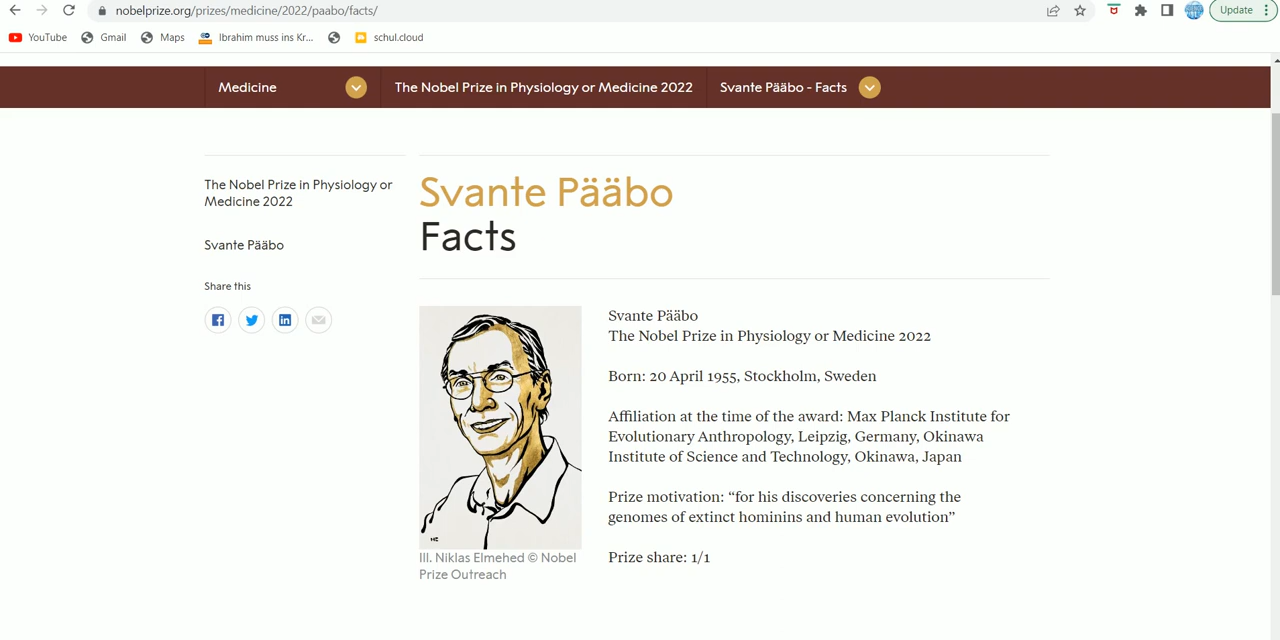 nobelprize.org/prizes/medicine/2022/paabo/facts/
Update
YouTube
Gmail
Maps
Ibrahim muss ins Kr...
schul.cloud
Medicine
The Nobel Prize in Physiology or Medicine 2022
Svante Pääbo - Facts
The Nobel Prize in Physiology or
Medicine 2022
Svante Pääbo
Share this
Svante Pääbo
Facts
Svante Pääbo
The Nobel Prize in Physiology or Medicine 2022
Born: 20 April 1955, Stockholm, Sweden
Affiliation at the time of the award: Max Planck Institute for
Evolutionary Anthropology, Leipzig, Germany, Okinawa
Institute of Science and Technology, Okinawa, Japan
Prize motivation: “for his discoveries concerning the
genomes of extinct hominins and human evolution”
Prize share: 1/1
Ill. Niklas Elmehed © Nobel
Prize Outreach